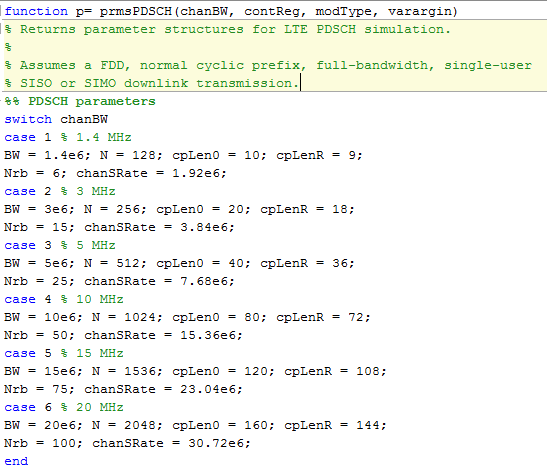 function p= prmsPDSCH(chanBW, contReg, modType, varargin)
% Returns parameter structures for LTE PDSCH simulation.
%
% Assumes a FDD, normal cyclic prefix, full-bandwidth, single-user
% SISO or SIMO downlink transmission.
%% PDSCH parameters
switch chanBW
case 1 % 1.4 MHz
BW = 1.4e6; N = 128; cpLen0 = 10; cpLenR = 9;
Nrb = 6; chanSRate = 1.92e6;
case 2 % 3 MHz
BW = 3e6; N = 256; cpLen0 = 20; cpLenR = 18;
Nrb = 15; chanSRate = 3.84e6;
case 3 % 5 MHz
BW = 5e6; N = 512; cpLen0 = 40; cpLenR = 36;
Nrb = 25; chanSRate = 7.68e6;
case 4 % 10 MHz
BW = 10e6; N = 1024; cpLen0 = 80; cpLenR = 72;
Nrb = 50; chanSRate = 15.36e6;
case 5 % 15 MHz
BW = 15e6; N = 1536; cpLen0 = 120; cpLenR = 108;
Nrb = 75; chanSRate = 23.04e6;
case 6 % 20 MHz
BW = 20e6; N = 2048; cpLen0 = 160; cpLenR = 144;
Nrb = 100; chanSRate = 30.72e6;
end